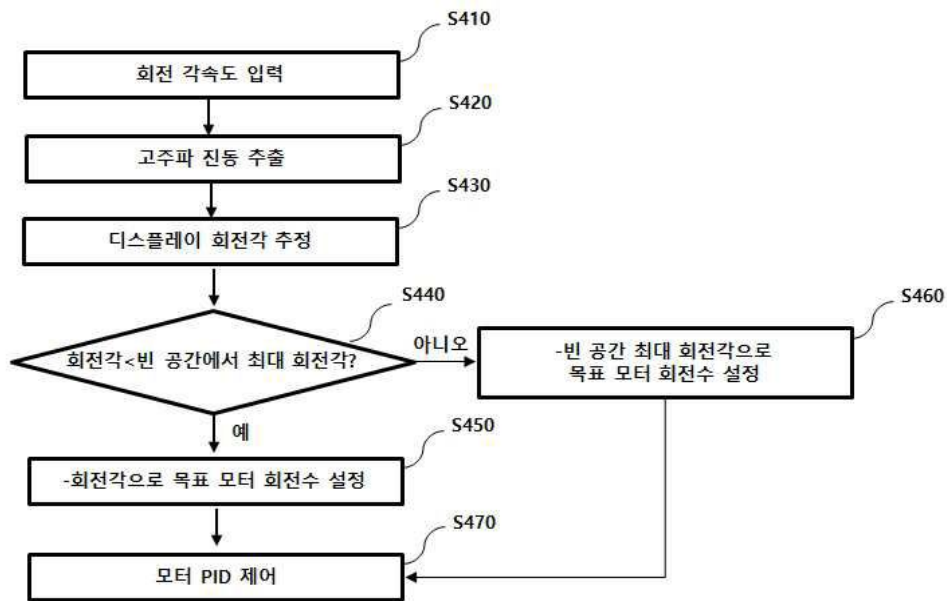 S410
회전 각속도 입력
S420
고주파 진동 추출
S430
디스플레이 회전각 추정
S440
회전각<빈 공간에서 최대 회전각?
아니오
S460
-빈 공간 최대 회전각으로
목표 모터 회전수 설정
예
S450
-회전각으로 목표 모터 회전수 설정
S470
모터 PID 제어